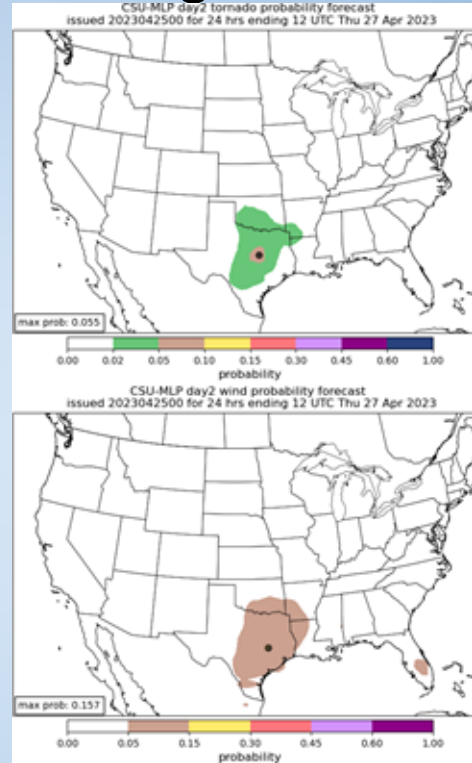 CSU-MLP day2 tornado probability forecast
issued 2023042500 for 24 hrs ending 12 UTC Thu 27 Apr 2023
max prob: 0.055
0.00 0.02 0.05 0.10 0.15 0.30 0.45 0.60 1.00
probability
CSU-MLP day2 wind probability forecast
issued 2023042500 for 24 hrs ending 12 UTC Thu 27 Apr 2023
max prob: 0.157
0.00 0.05 0.15 0.30 0.45 0.60 1.00
probability